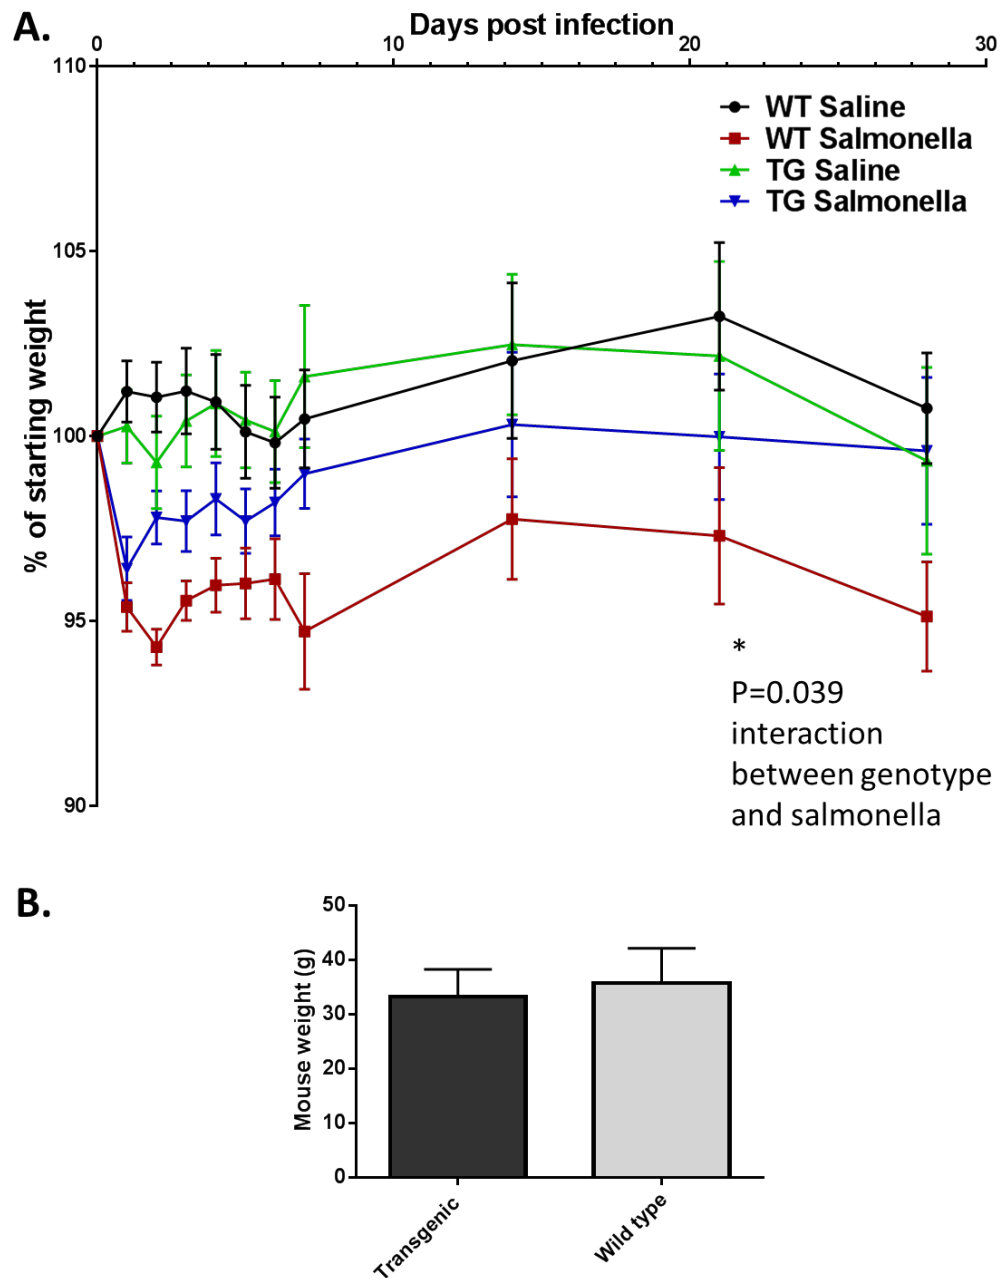 A.
Days post infection
0 10 20 30
110
105
100
95
90
% of starting weight
WT Saline
WT Salmonella
TG Saline
TG Salmonella
*
P=0.039
interaction
between genotype
and salmonella
B.
50
40
30
20
10
0
Mouse weight (g)
Transgenic
Wild type